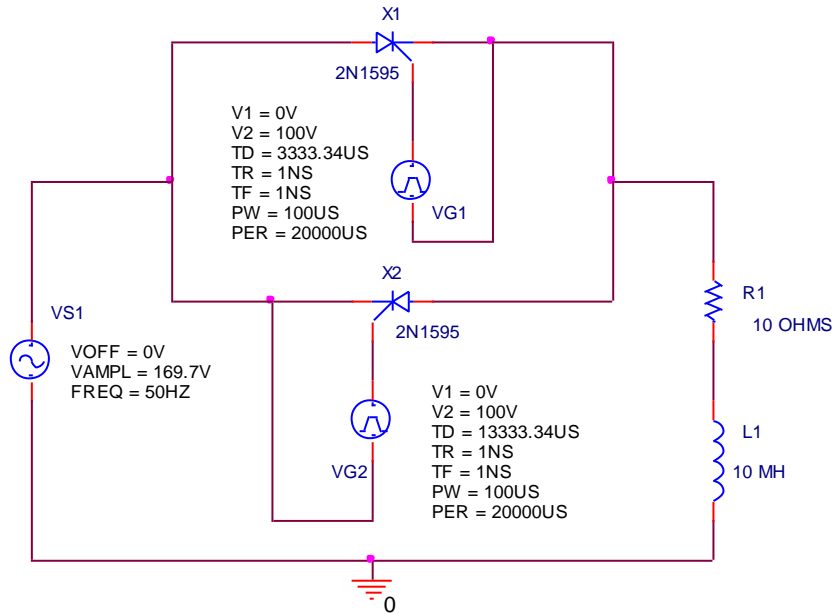 X1
2N1595
V1 = 0V
V2 = 100V
TD = 3333.34US
TR = 1NS
TF = 1NS
PW = 100US
PER = 20000US
VG1
X2
2N1595
VS1
VOFF = 0V
VAMPL = 169.7V
FREQ = 50HZ
R1
10 OHMS
V1 = 0V
V2 = 100V
TD = 13333.34US
TR = 1NS
TF = 1NS
PW = 100US
PER = 20000US
VG2
L1
10 MH
0